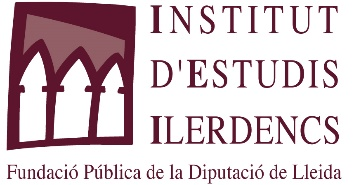 INSTITUT
D'ESTUDIS
ILERDENCS
Fundació Pública de la Diputació de Lleida